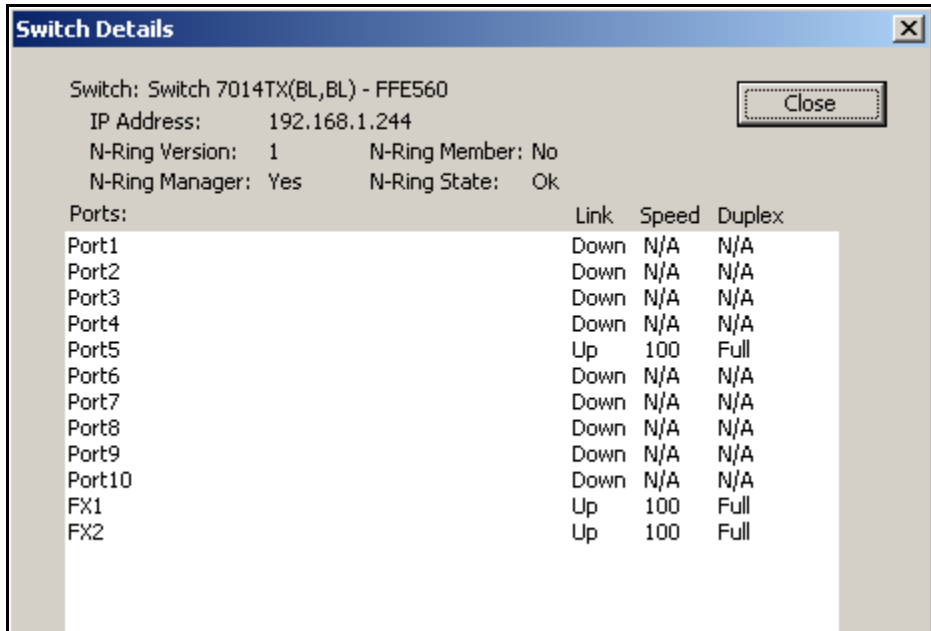 Switch Details
Switch: Switch 7014TX(BL,BL) - FFE560
Close
IP Address: 192.168.1.244
N-Ring Version: 1 N-Ring Member: No
N-Ring Manager: Yes N-Ring State: Ok
Ports: Link Speed Duplex
Port1 Down N/A N/A
Port2 Down N/A N/A
Port3 Down N/A N/A
Port4 Down N/A N/A
Port5 Up 100 Full
Port6 Down N/A N/A
Port7 Down N/A N/A
Port8 Down N/A N/A
Port9 Down N/A N/A
Port10 Down N/A N/A
FX1 Up 100 Full
FX2 Up 100 Full